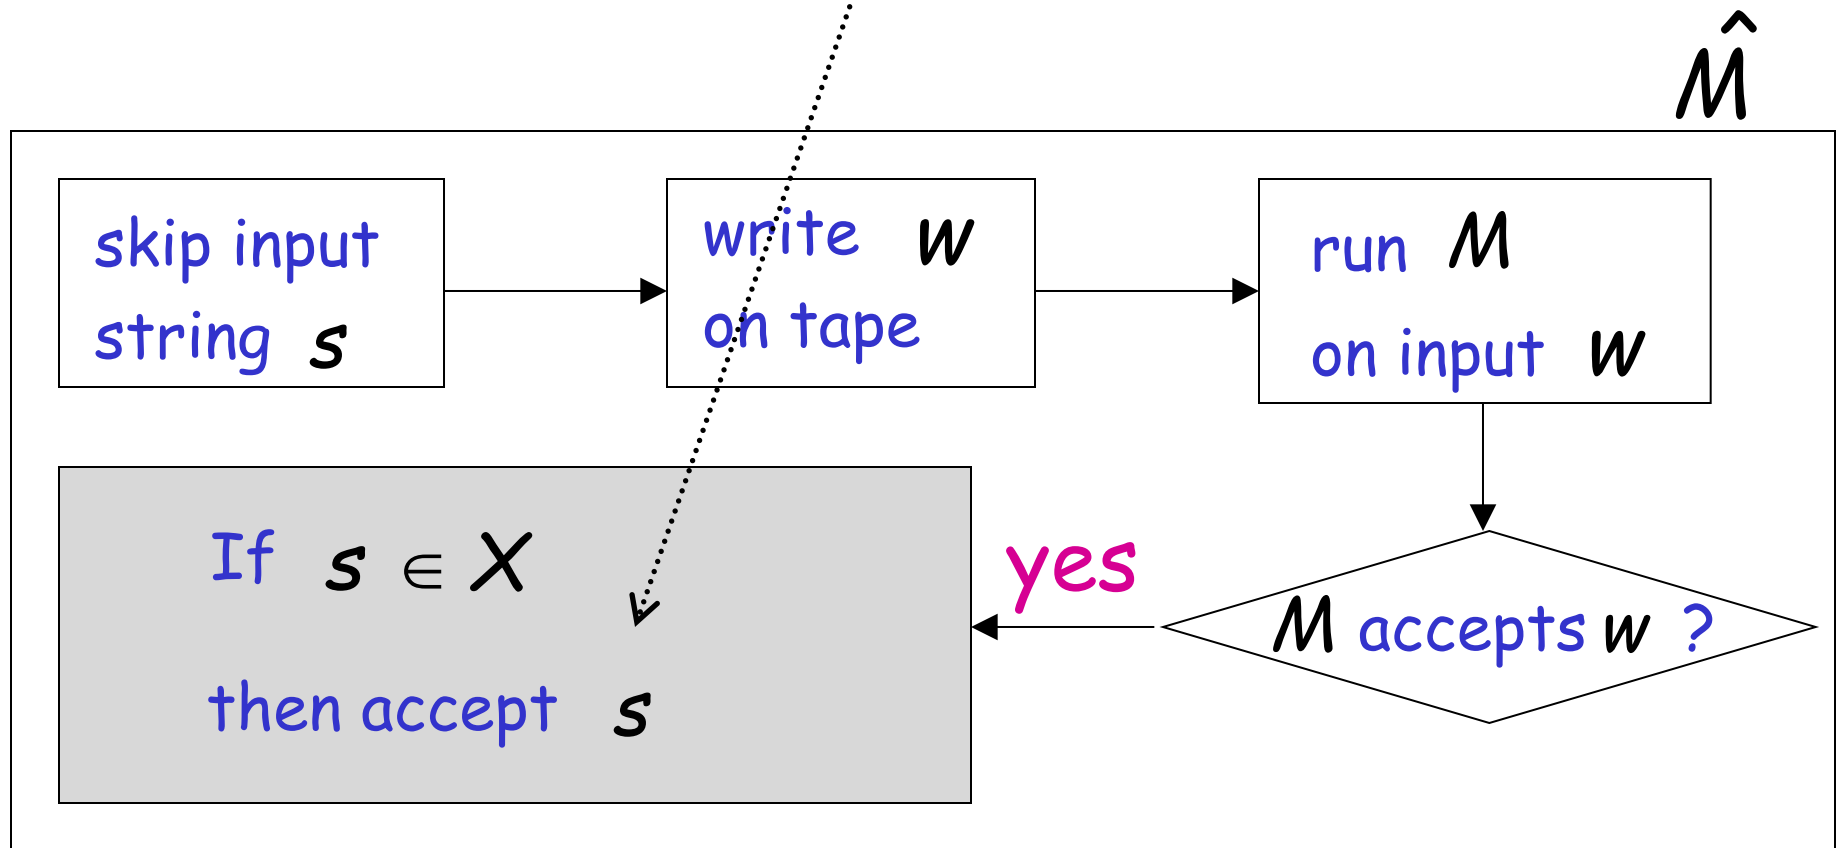 M̂
skip input
string s
write w
on tape
run M
on input w
If s ∈ X
then accept s
yes
M accepts w ?